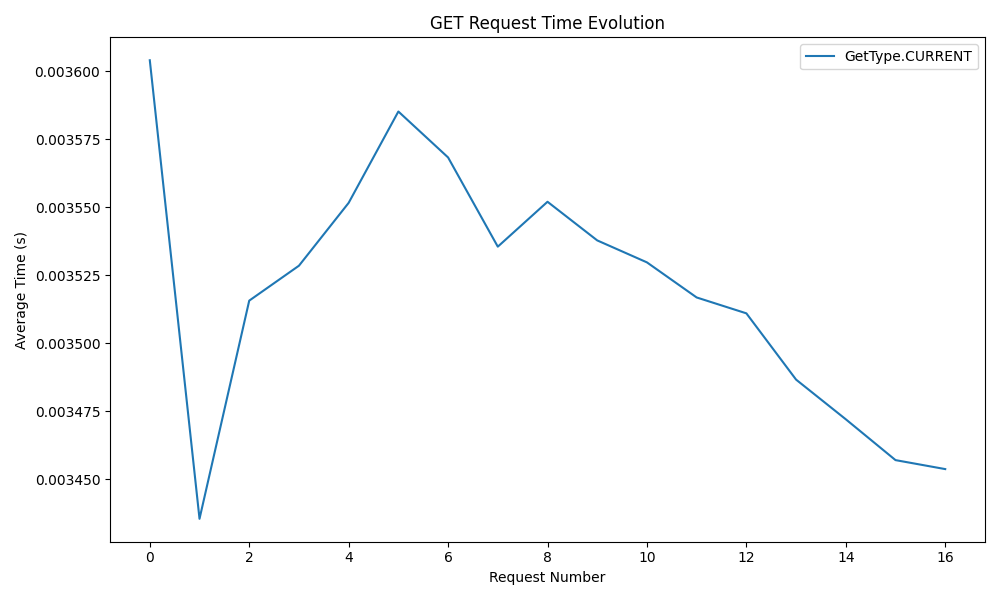 GET Request Time Evolution
GetType.CURRENT
0.003600
0.003575
0.003550
0.003525
0.003500
0.003475
0.003450
Average Time (s)
0 2 4 6 8 10 12 14 16
Request Number